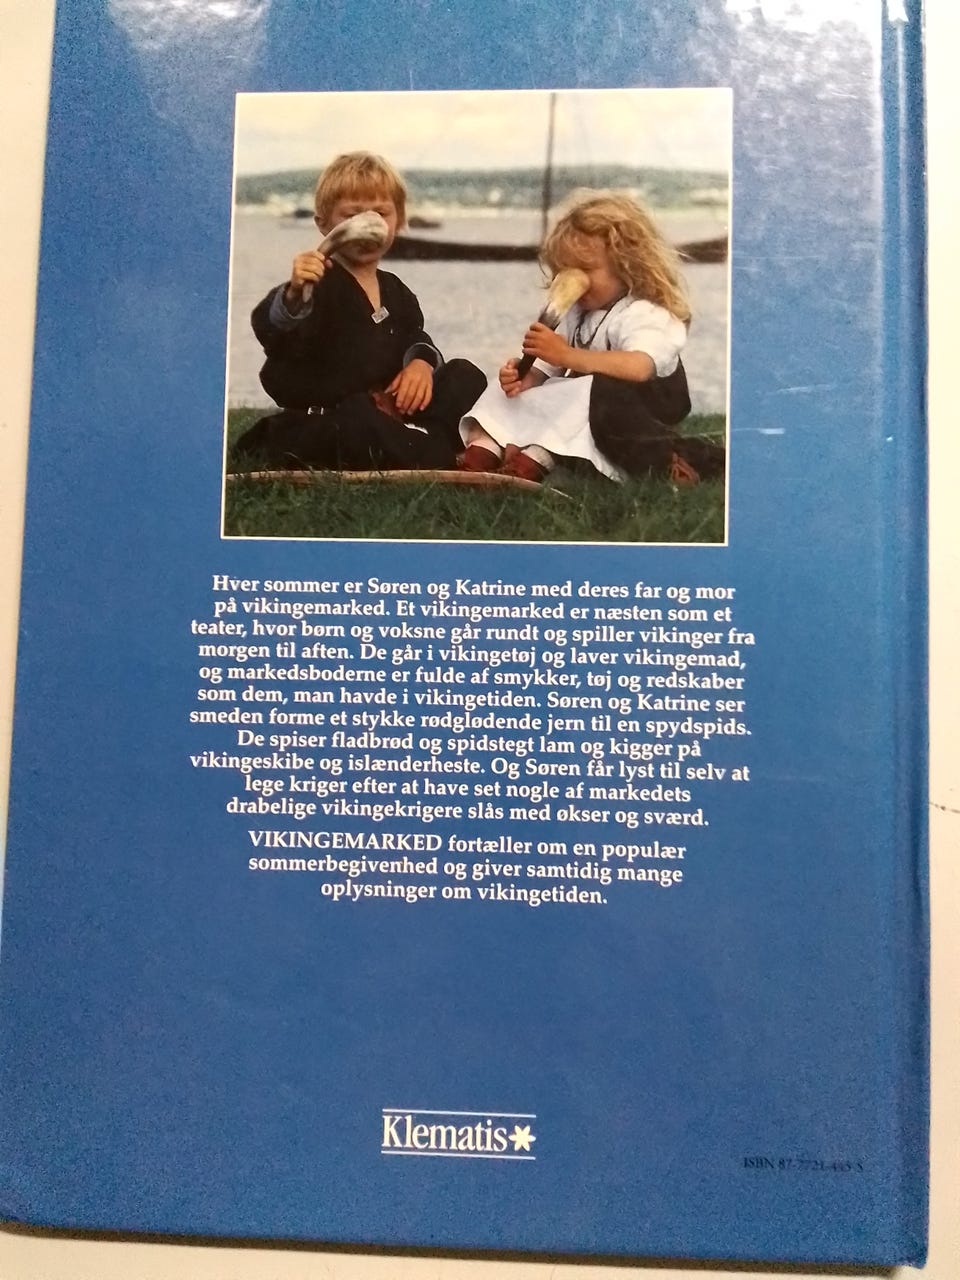 Hver sommer er Søren og Katrine med deres far og mor
på vikingemarked. Et vikingemarked er næsten som et
teater, hvor børn og voksne går rundt og spiller vikinger fra
morgen til aften. De går i vikingetøj og laver vikingemad,
og markedsboderne er fulde af smykker, tøj og redskaber
som dem, man havde i vikingetiden. Søren og Katrine ser
smeden forme et stykke rødglødende jern til en spydspids.
De spiser fladbrød og spidstegt lam og kigger på
vikingeskibe og islænderheste. Og Søren får lyst til selv at
lege kriger efter at have set nogle af markedets
drabelige vikingekrigere slås med økser og sværd.
VIKINGEMARKED fortæller om en populær
sommerbegivenhed og giver samtidig mange
oplysninger om vikingetiden.
Klematis
ISBN